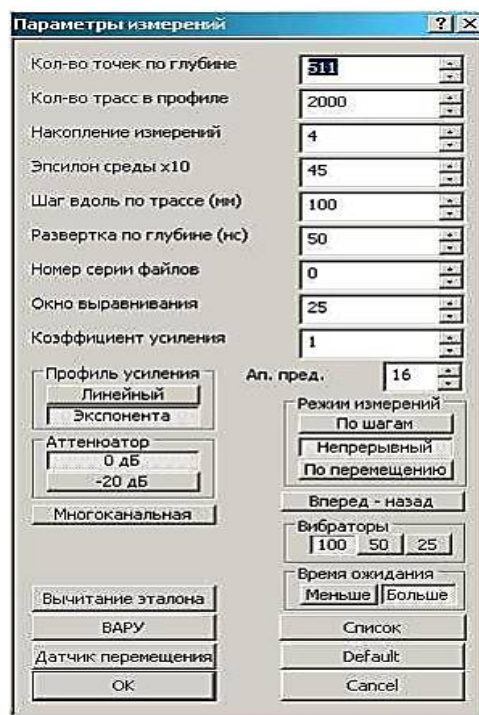 Параметры измерений
Кол-во точек по глубине 511
Кол-во трасс в профиле 2000
Накопление измерений 4
Эпсилон среды x10 45
Шаг вдоль по трассе (мм) 100
Развертка по глубине (нс) 50
Номер серии файлов 0
Окно выравнивания 25
Коэффициент усиления 1
Профиль усиления
Линейный
Экспонента
Ап. пред. 16
Аттенюатор
0 дБ
-20 дБ
Режим измерений
По шагам
Непрерывный
По перемещению
Многоканальная
Вперед - назад
Вибраторы
100 50 25
Время ожидания
Меньше Больше
Вычитание эталона
ВАРУ
Список
Датчик перемещения
Default
OK
Cancel